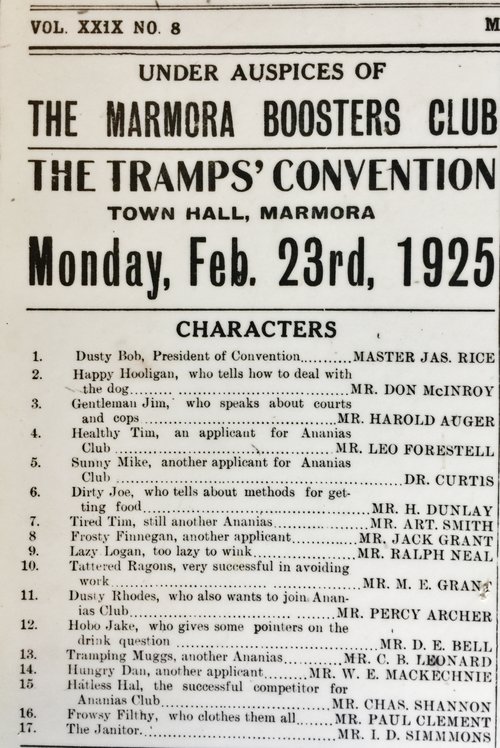 VOL. XXiX NO. 8 M
UNDER AUSPICES OF
THE MARMORA BOOSTERS CLUB
THE TRAMPS' CONVENTION
TOWN HALL, MARMORA
Monday, Feb. 23rd, 1925
CHARACTERS
1. Dusty Bob, President of Convention..........MASTER JAS. RICE
2. Happy Hooligan, who tells how to deal with
the dog..............................................MR. DON McINROY
3. Gentleman Jim, who speaks about courts
and cops ..........................................MR. HAROLD AUGER
4. Healthy Tim, an applicant for Ananias
Club ..........................................MR. LEO FORESTELL
5. Sunny Mike, another applicant for Ananias
Club ......................................................DR. CURTIS
6. Dirty Joe, who tells about methods for get-
ting food................................................MR. H. DUNLAY
7. Tired Tim, still another Ananias....................MR. ART. SMITH
8 Frosty Finnegan, another applicant..............MR. JACK GRANT
9. Lazy Logan, too lazy to wink......................MR. RALPH NEAL
10. Tattered Ragons, very successful in avoiding
work ..................................................MR. M. E. GRANT
11. Dusty Rhodes, who also wants to join Anan-
ias Club..........................................MR. PERCY ARCHER
12. Hobo Jake, who gives some pointers on the
drink question ......................................MR. D. E. BELL
13. Tramping Muggs, another Ananias............MR. C. B. LEONARD
14. Hungry Dan, another applicant..........MR. W. E. MACKECHNIE
15 Hatless Hal, the successful competitor for
Ananias Club..................................MR. CHAS. SHANNON
16. Frowsy Filthy, who clothes them all........MR. PAUL CLEMENT
17. The Janitor........................................MR. I. D. SIMMMONS